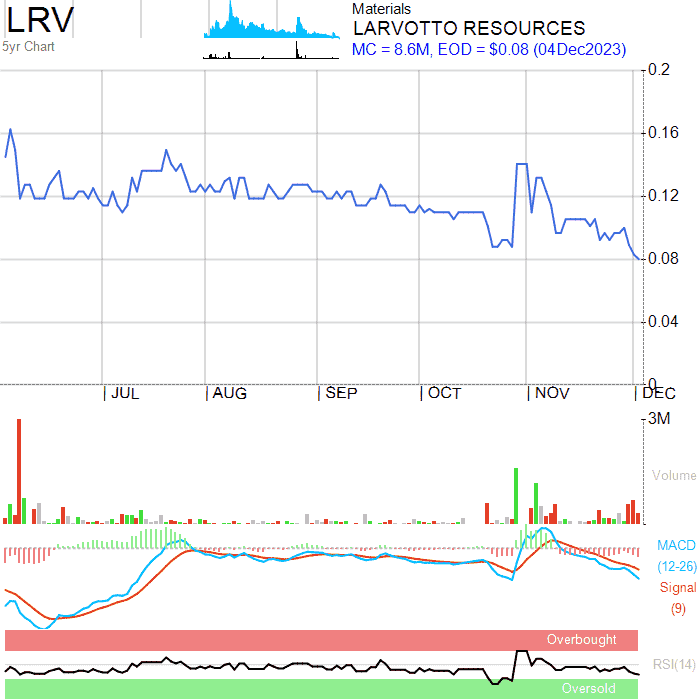 LRV
5yr Chart
Materials
LARVOTTO RESOURCES
MC = 8.6M, EOD = $0.08 (04Dec2023)
0.2
0.16
0.12
0.08
0.04
0
JUL AUG SEP OCT NOV DEC
3M
Volume
MACD
(12-26)
Signal
(9)
Overbought
RSI(14)
Oversold